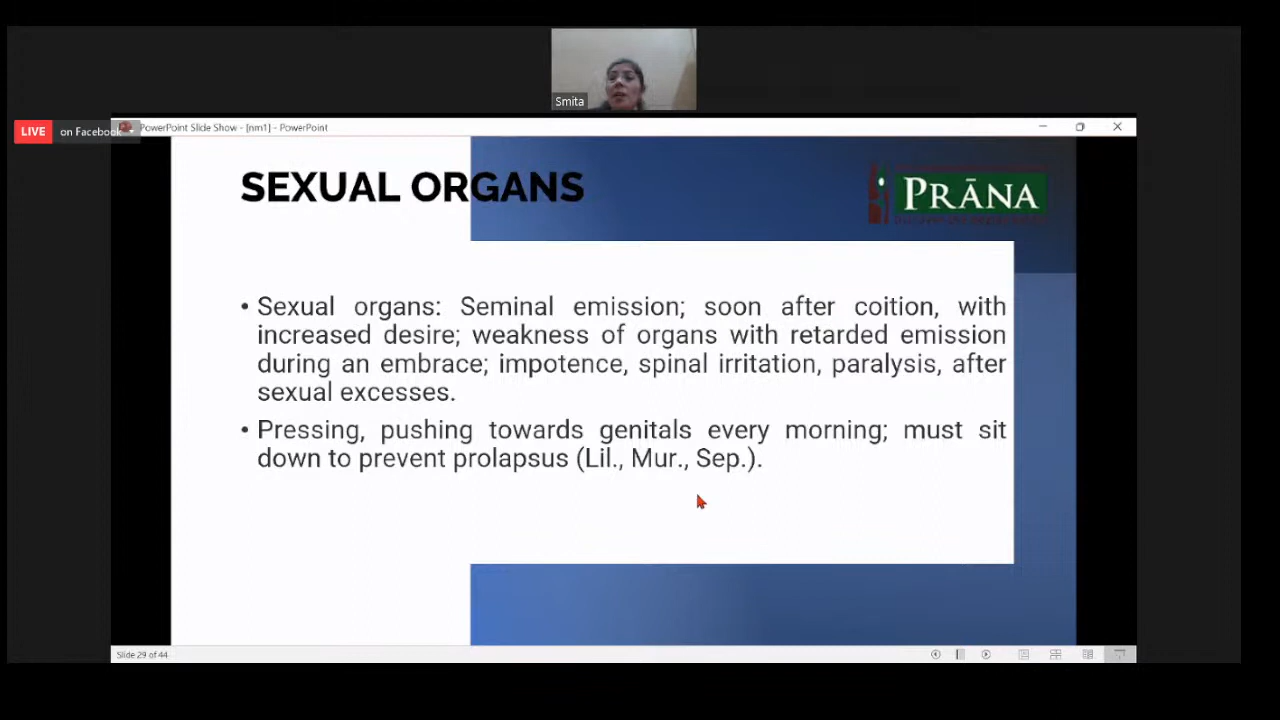 Smita
LIVE on Facebook
PowerPoint Slide Show - [nm1] - PowerPoint
SEXUAL ORGANS
PRĀNA
• Sexual organs: Seminal emission; soon after coition, with
increased desire; weakness of organs with retarded emission
during an embrace; impotence, spinal irritation, paralysis, after
sexual excesses.
• Pressing, pushing towards genitals every morning; must sit
down to prevent prolapsus (Lil., Mur., Sep.).
Slide 29 of 44